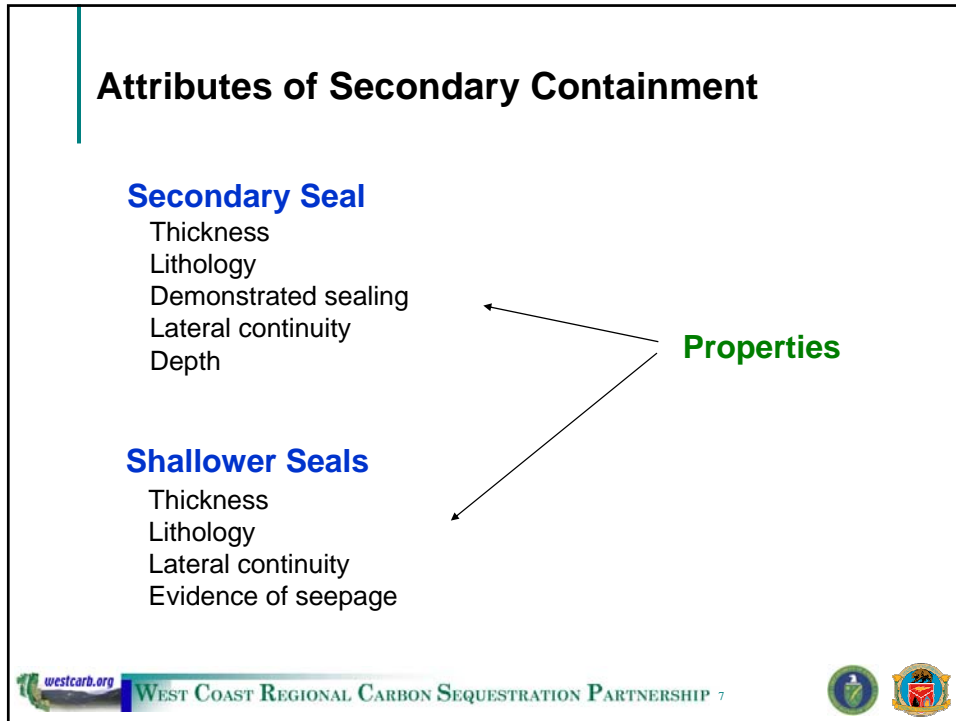 Attributes of Secondary Containment
Secondary Seal
Thickness
Lithology
Demonstrated sealing
Lateral continuity
Depth
Properties
Shallower Seals
Thickness
Lithology
Lateral continuity
Evidence of seepage
westcarb.org
WEST COAST REGIONAL CARBON SEQUESTRATION PARTNERSHIP 7